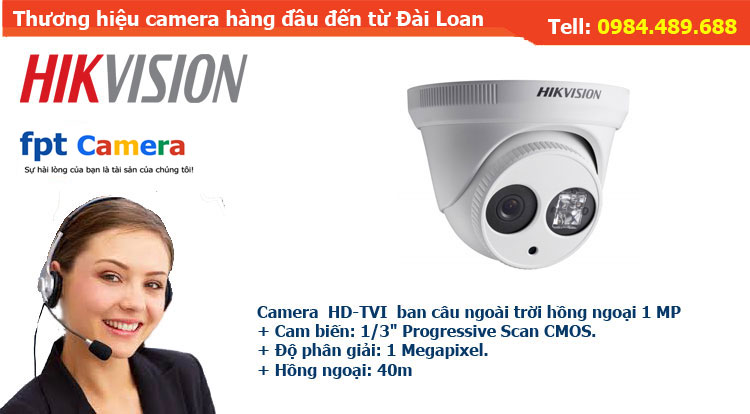 Thương hiệu camera hàng đầu đến từ Đài Loan
Tell: 0984.489.688
HIKVISION
HIKVISION
fpt Camera
Sự hài lòng của bạn là tài sản của chúng tôi!
Camera HD-TVI ban câu ngoài trời hồng ngoại 1 MP
+ Cam biến: 1/3" Progressive Scan CMOS.
+ Độ phân giải: 1 Megapixel.
+ Hồng ngoại: 40m